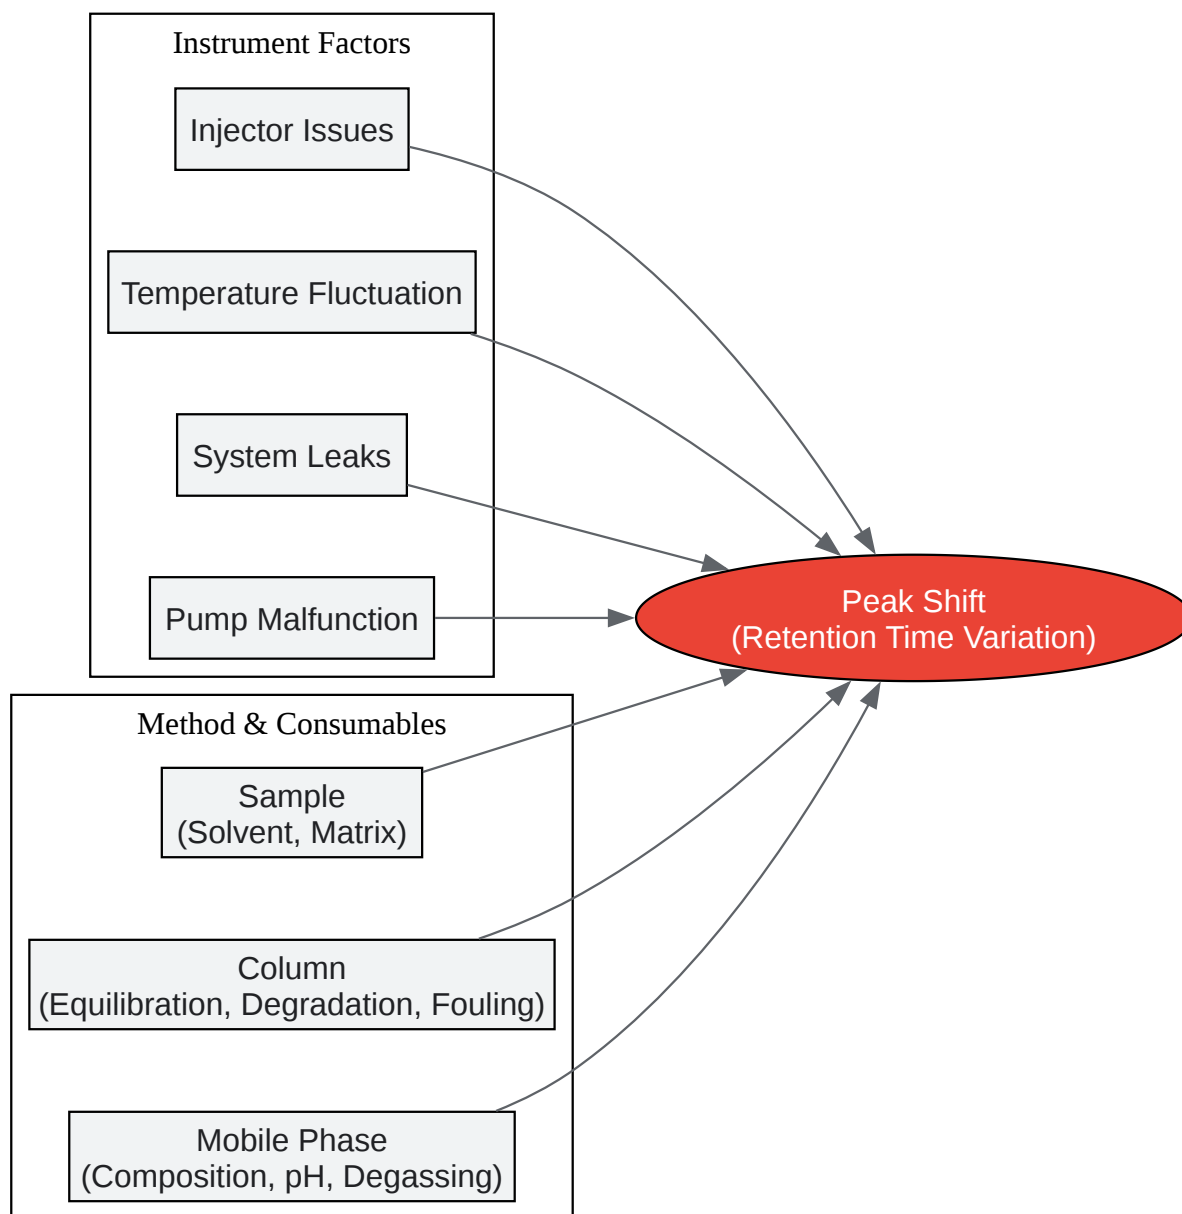 Instrument Factors
Injector Issues
Temperature Fluctuation
System Leaks
Pump Malfunction
Peak Shift
(Retention Time Variation)
Method & Consumables
Sample
(Solvent, Matrix)
Column
(Equilibration, Degradation, Fouling)
Mobile Phase
(Composition, pH, Degassing)